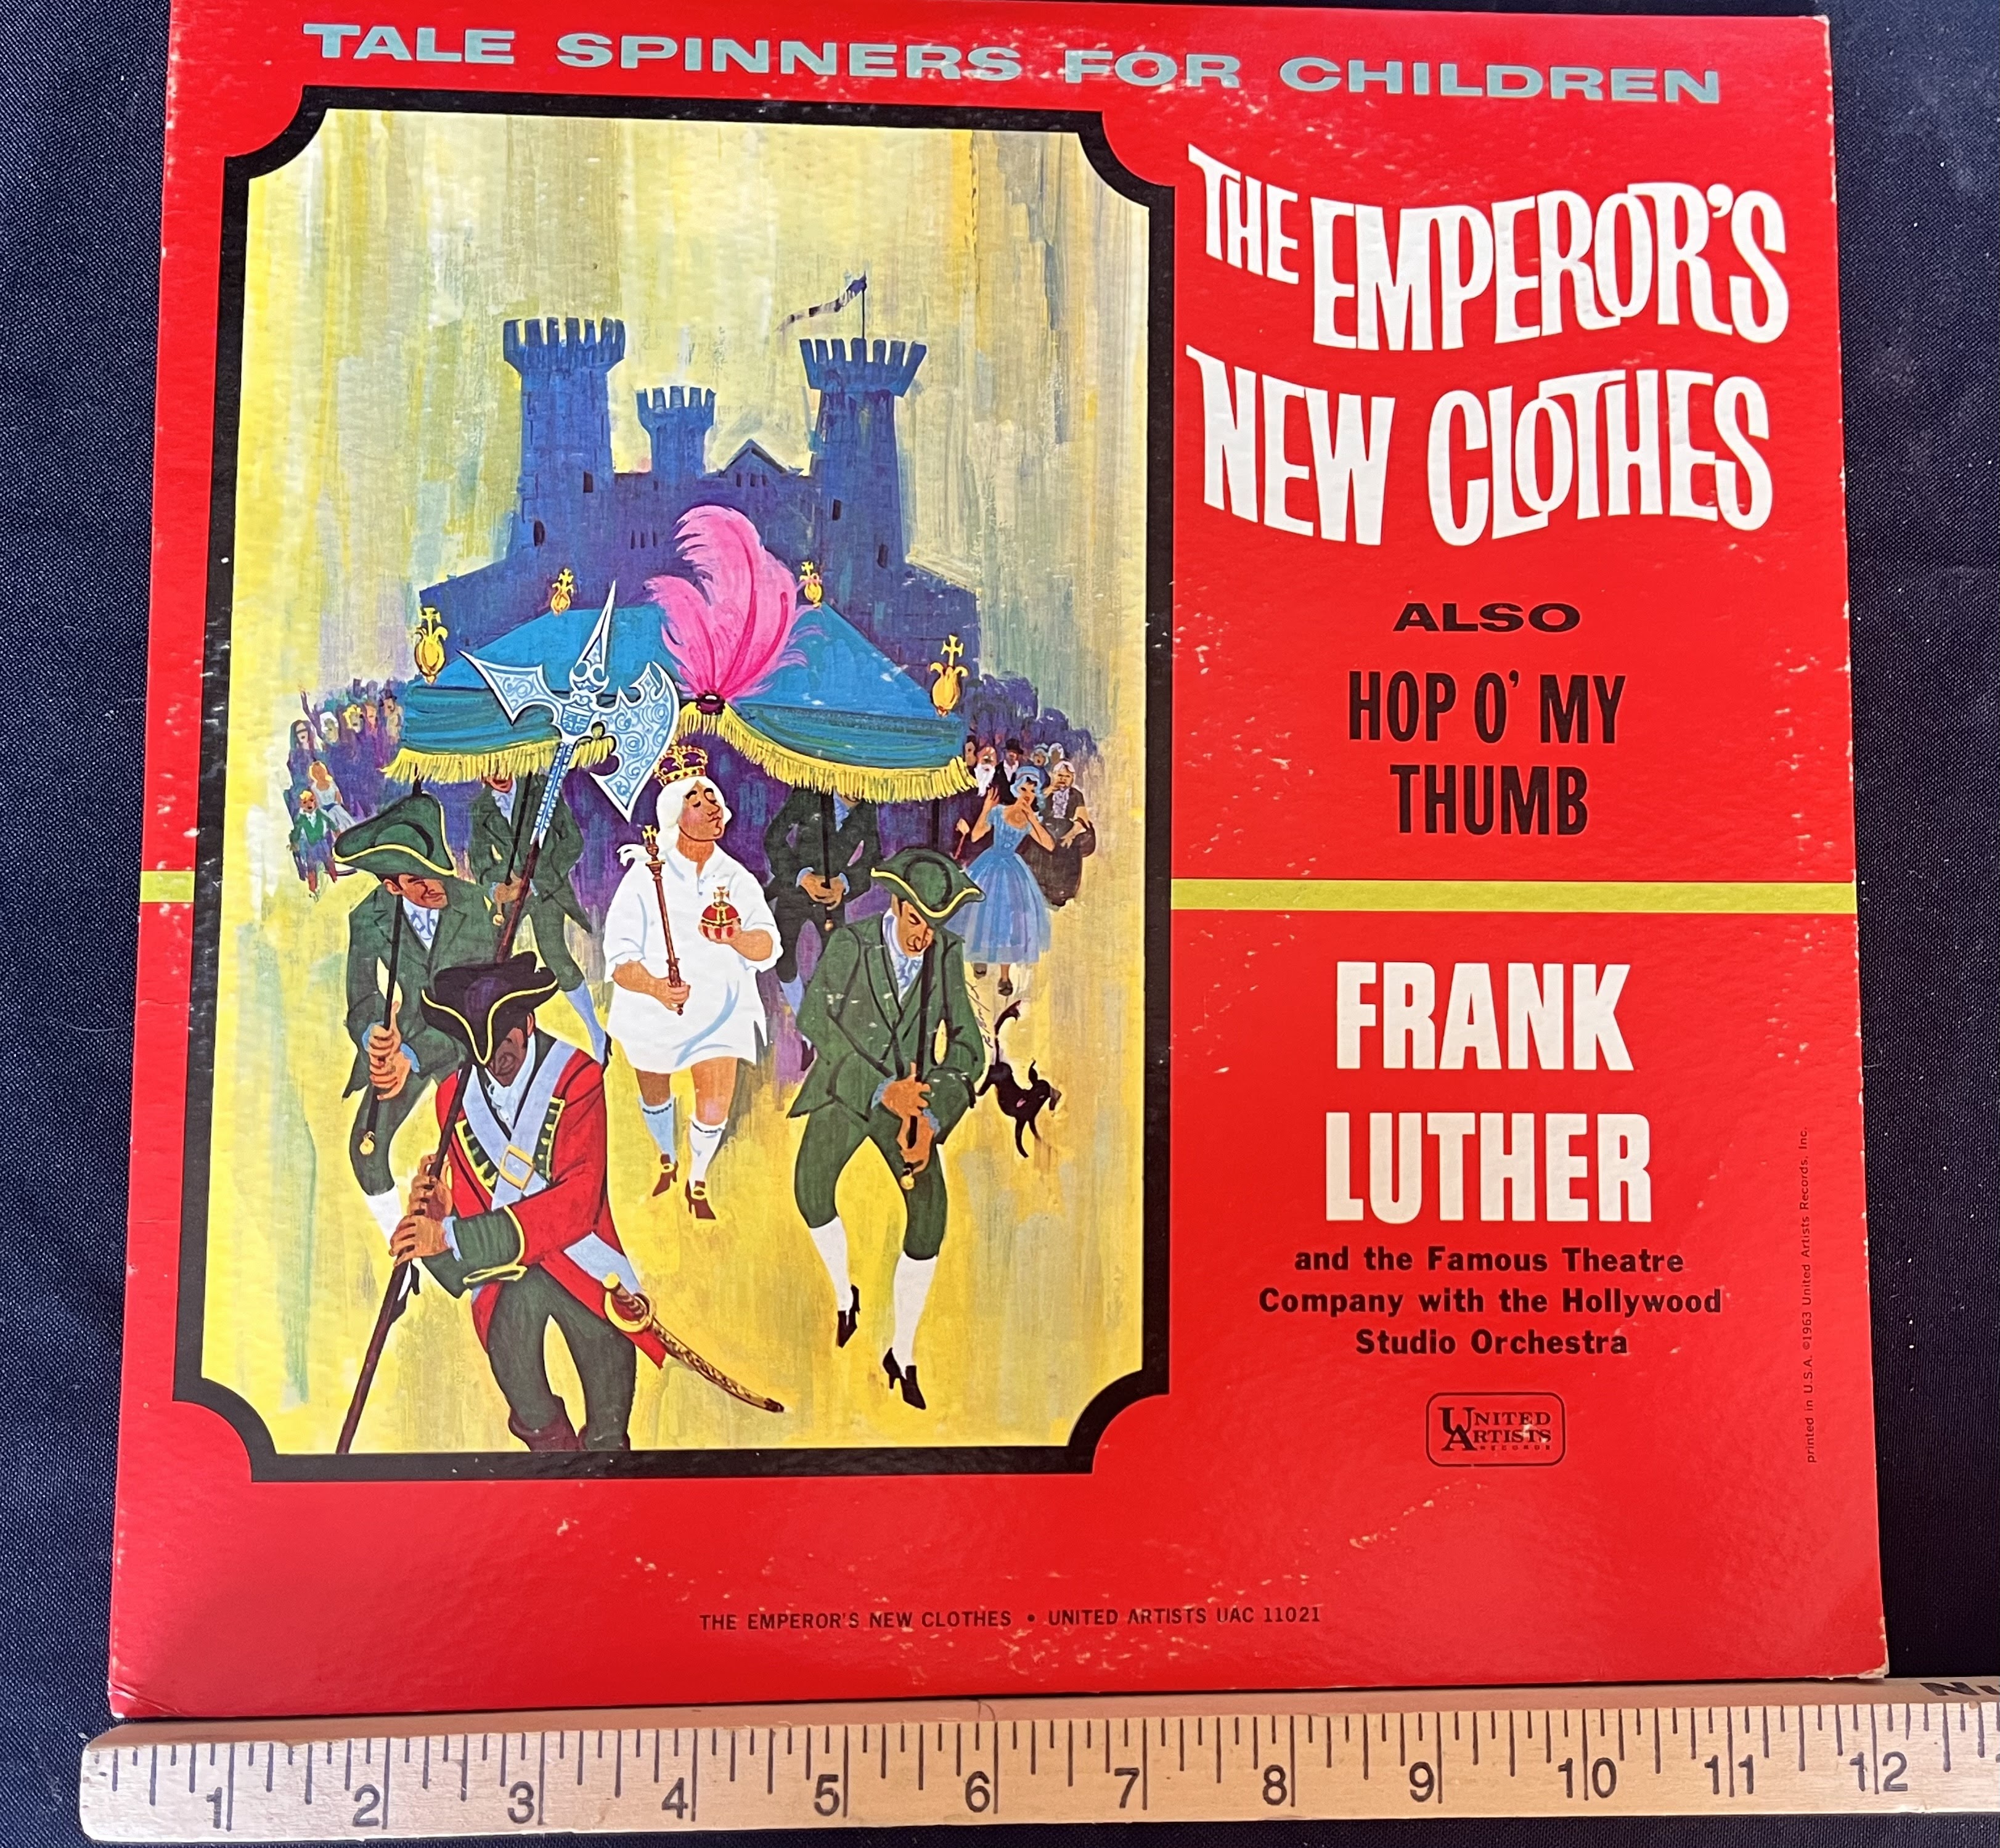 TALE SPINNERS FOR CHILDREN
THE EMPEROR'S
NEW CLOTHES
ALSO
HOP O' MY
THUMB
FRANK
LUTHER
and the Famous Theatre
Company with the Hollywood
Studio Orchestra
UNITED
ARTISTS
RECORDS
printed in U.S.A. ©1963 United Artists Records, Inc.
THE EMPEROR'S NEW CLOTHES • UNITED ARTISTS UAC 11021
1 2 3 4 5 6 7 8 9 10 11 12